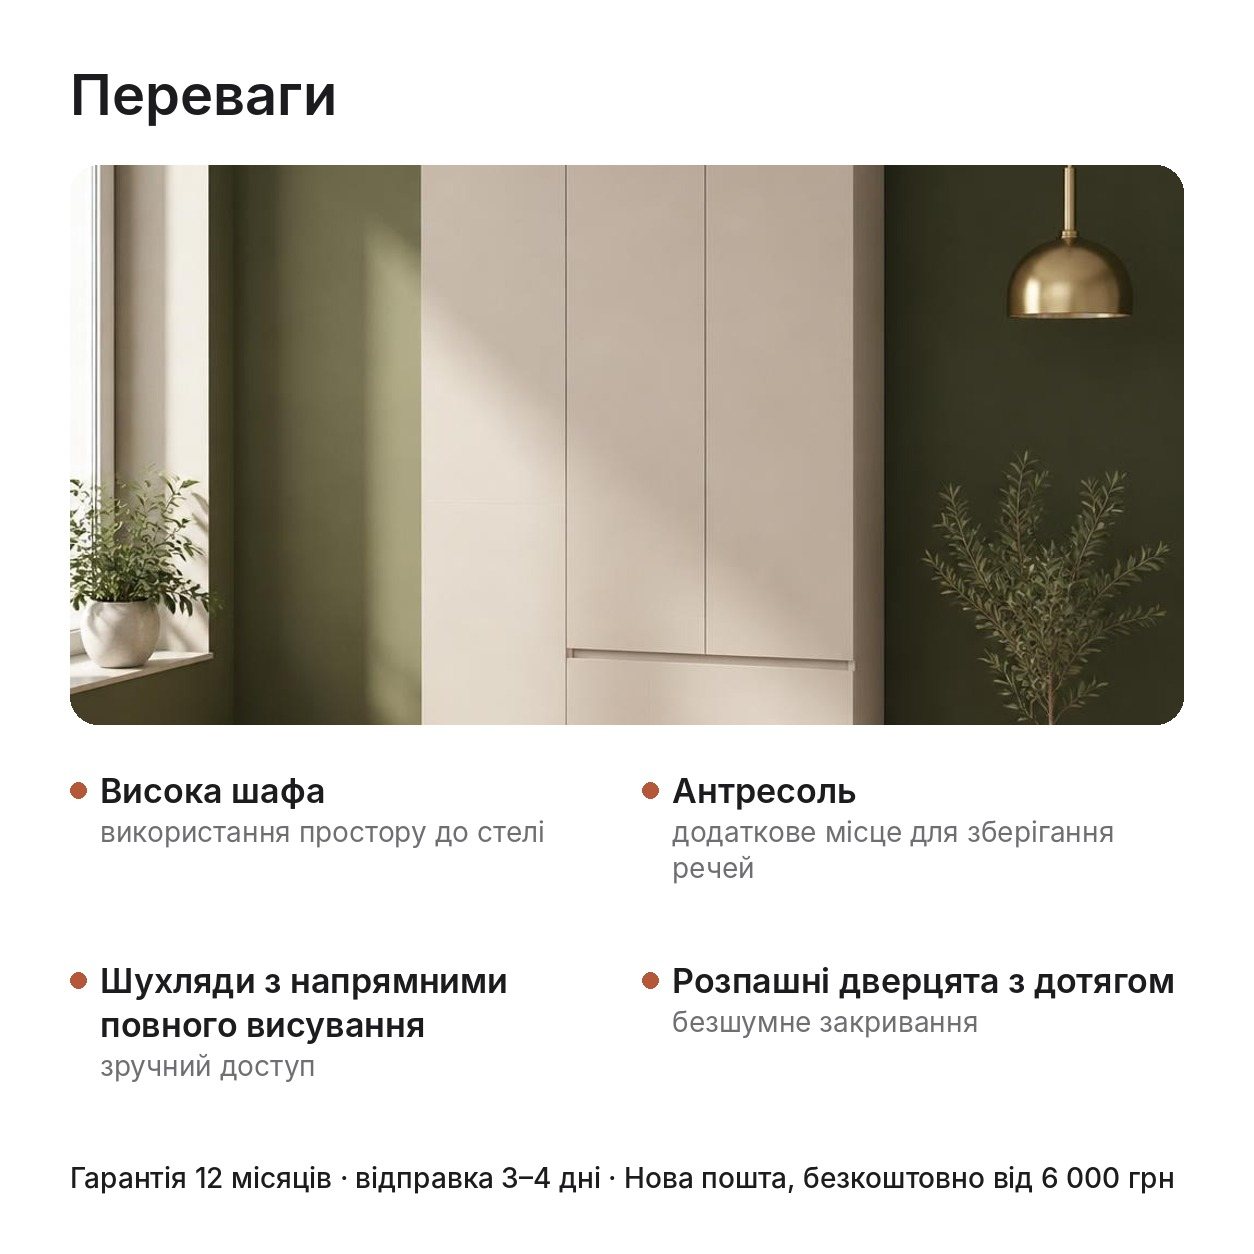 Переваги
Висока шафа
використання простору до стелі
Антресоль
додаткове місце для зберігання
речей
Шухляди з напрямними
повного висування
зручний доступ
Розпашні дверцята з дотягом
безшумне закривання
Гарантія 12 місяців · відправка 3–4 дні · Нова пошта, безкоштовно від 6 000 грн